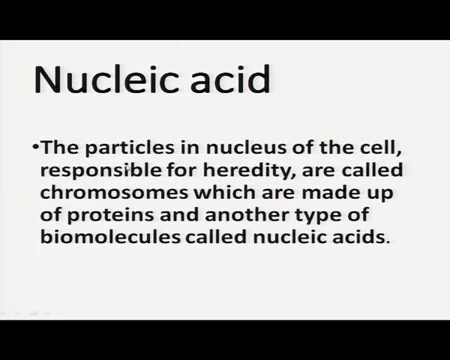 Nucleic acid
•The particles in nucleus of the cell,
responsible for heredity, are called
chromosomes which are made up
of proteins and another type of
biomolecules called nucleic acids.